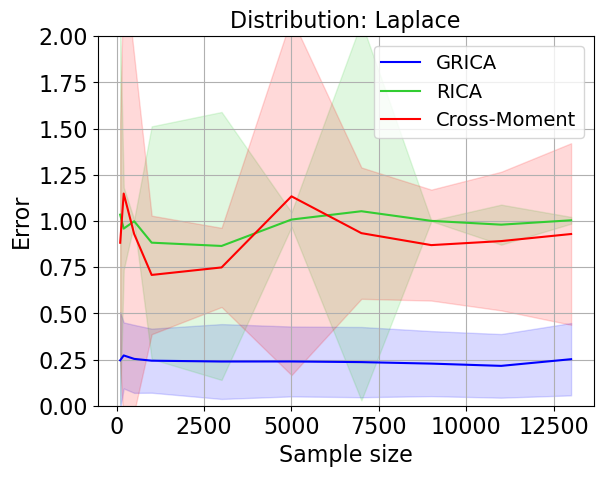 Distribution: Laplace
2.00
1.75
1.50
1.25
1.00
0.75
0.50
0.25
0.00
Error
GRICA
RICA
Cross-Moment
0 2500 5000 7500 10000 12500
Sample size